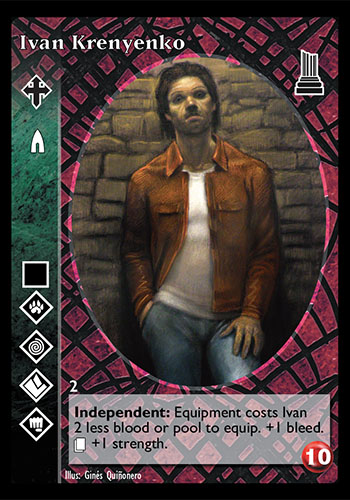 Ivan Krenyenko
2
Independent: Equipment costs Ivan
2 less blood or pool to equip. +1 bleed.
+1 strength.
10
Illus: Ginés Quiñonero